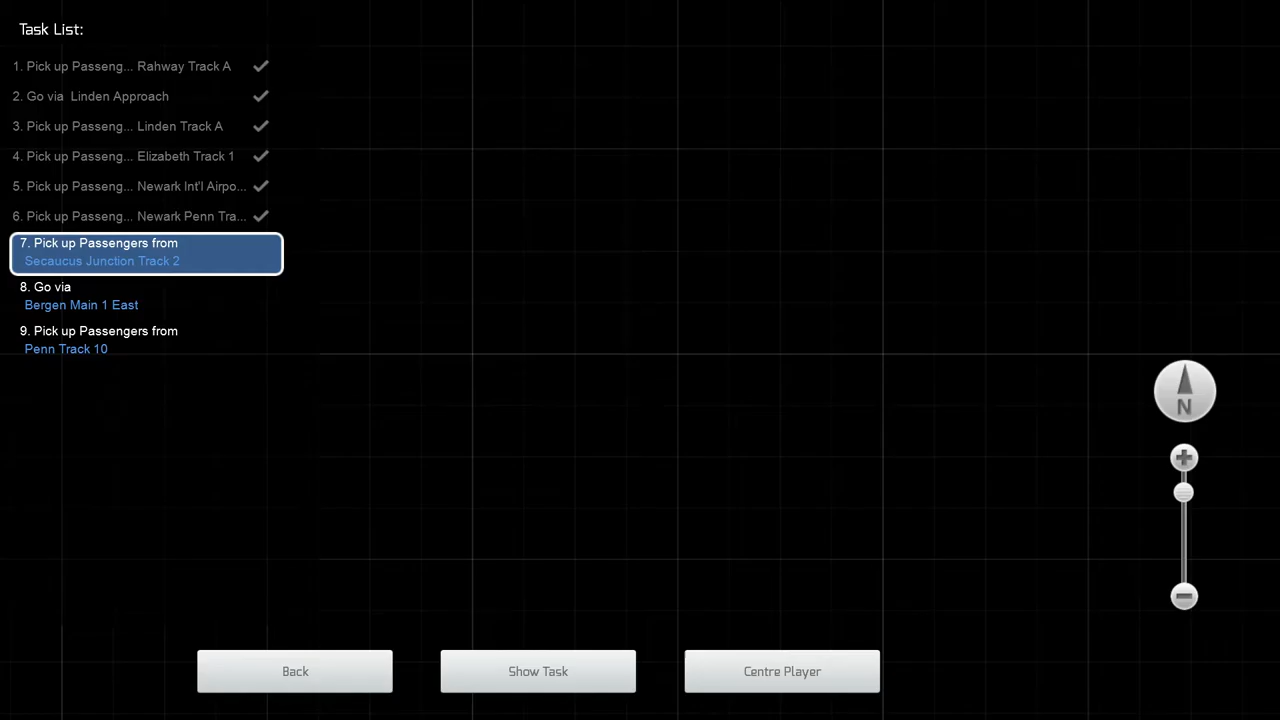 Task List:
1. Pick up Passeng... Rahway Track A
2. Go via  Linden Approach
3. Pick up Passeng... Linden Track A
4. Pick up Passeng... Elizabeth Track 1
5. Pick up Passeng... Newark Int'l Airpo...
6. Pick up Passeng... Newark Penn Tra...
7. Pick up Passengers from
Secaucus Junction Track 2
8. Go via
Bergen Main 1 East
9. Pick up Passengers from
Penn Track 10
N
Back
Show Task
Centre Player